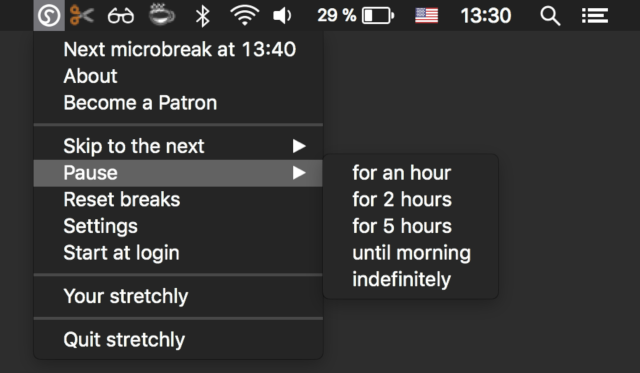 29 %
13:30
Next microbreak at 13:40
About
Become a Patron
Skip to the next
Pause
Reset breaks
Settings
Start at login
Your stretchly
Quit stretchly
for an hour
for 2 hours
for 5 hours
until morning
indefinitely